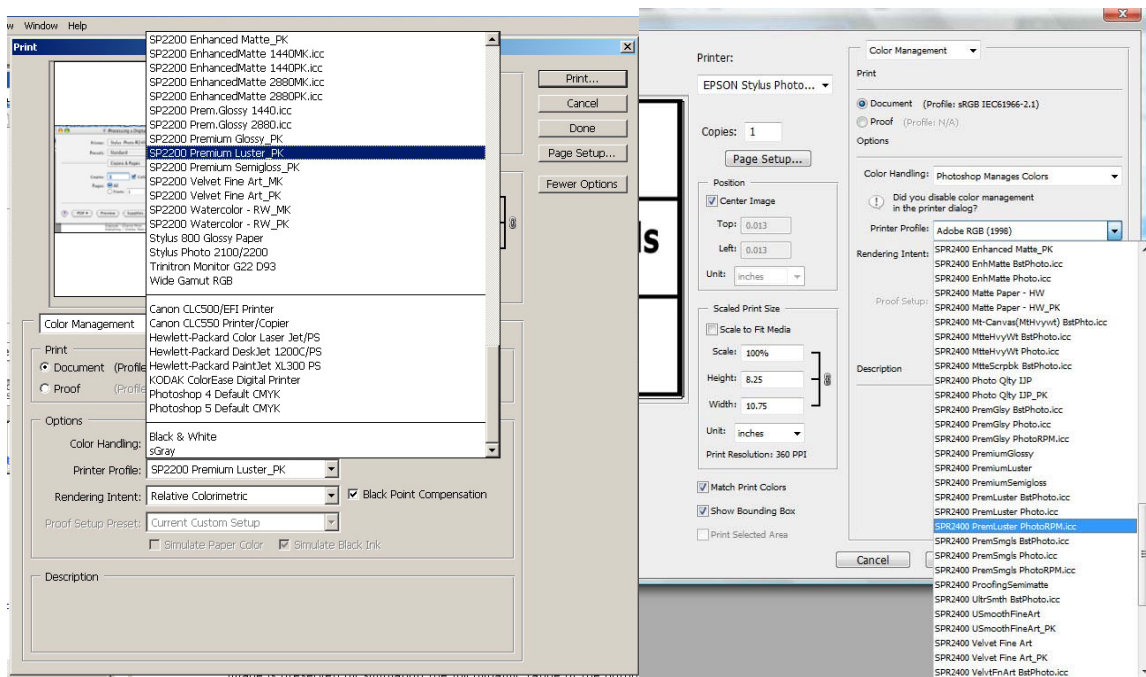 w Window Help
Print
SP2200 Enhanced Matte_PK
SP2200 EnhancedMatte 1440MK.icc
SP2200 EnhancedMatte 1440PK.icc
SP2200 EnhancedMatte 2880MK.icc
SP2200 EnhancedMatte 2880PK.icc
SP2200 Prem.Glossy 1440.icc
SP2200 Prem.Glossy 2880.icc
SP2200 Premium Glossy_PK
SP2200 Premium Luster_PK
SP2200 Premium Semigloss_PK
SP2200 Velvet Fine Art_MK
SP2200 Velvet Fine Art_PK
SP2200 Watercolor - RW_MK
SP2200 Watercolor - RW_PK
Stylus 800 Glossy Paper
Stylus Photo 2100/2200
Trinitron Monitor G22 D93
Wide Gamut RGB
Canon CLC500/EFI Printer
Canon CLC550 Printer/Copier
Hewlett-Packard Color Laser Jet/PS
Hewlett-Packard DeskJet 1200C/PS
Hewlett-Packard PaintJet XL300 PS
KODAK ColorEase Digital Printer
Photoshop 4 Default CMYK
Photoshop 5 Default CMYK
Black & White
sGray
Print...
Cancel
Done
Page Setup...
Fewer Options
Color Management
Print
Document (Profile
Proof (Profile
Options
Color Handling:
Printer Profile: SP2200 Premium Luster_PK
Rendering Intent: Relative Colorimetric Black Point Compensation
Proof Setup Preset: Current Custom Setup
Simulate Paper Color Simulate Black Ink
Description
ls
Printer:
EPSON Stylus Photo...
Copies: 1
Page Setup...
Position
Center Image
Top: 0.013
Left: 0.013
Unit: inches
Scaled Print Size
Scale to Fit Media
Scale: 100%
Height: 8.25
Width: 10.75
Unit: inches
Print Resolution: 360 PPI
Match Print Colors
Show Bounding Box
Print Selected Area
Cancel
Color Management
Print
Document (Profile: sRGB IEC61966-2.1)
Proof (Profile: N/A)
Options
Color Handling: Photoshop Manages Colors
Did you disable color management
in the printer dialog?
Printer Profile: Adobe RGB (1998)
Rendering Intent:
Proof Setup:
Description
SPR2400 Enhanced Matte_PK
SPR2400 EnhMatte BstPhoto.icc
SPR2400 EnhMatte Photo.icc
SPR2400 Matte Paper - HW
SPR2400 Matte Paper - HW_PK
SPR2400 Mt-Canvas(MtHvywt) BstPhto.icc
SPR2400 MtteHvyWt BstPhoto.icc
SPR2400 MtteHvyWt Photo.icc
SPR2400 MtteScrpbk BstPhoto.icc
SPR2400 Photo Qlty IJP
SPR2400 Photo Qlty IJP_PK
SPR2400 PremGlsy BstPhoto.icc
SPR2400 PremGlsy Photo.icc
SPR2400 PremGlsy PhotoRPM.icc
SPR2400 PremiumGlossy
SPR2400 PremiumLuster
SPR2400 PremiumSemigloss
SPR2400 PremLuster BstPhoto.icc
SPR2400 PremLuster Photo.icc
SPR2400 PremLuster PhotoRPM.icc
SPR2400 PremSmgls BstPhoto.icc
SPR2400 PremSmgls Photo.icc
SPR2400 PremSmgls PhotoRPM.icc
SPR2400 ProofingSemimatte
SPR2400 UltrSmth BstPhoto.icc
SPR2400 USmoothFineArt
SPR2400 USmoothFineArt_PK
SPR2400 Velvet Fine Art
SPR2400 Velvet Fine Art_PK
SPR2400 VelvtFnArt BstPhoto.icc